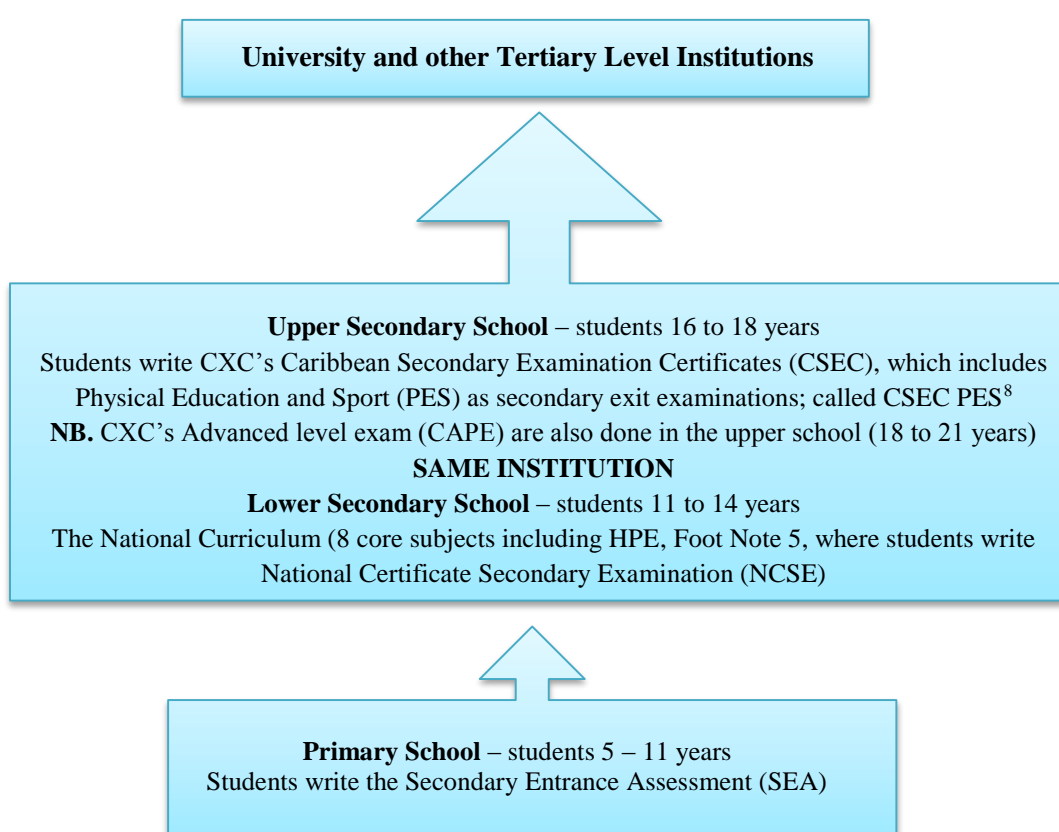 University and other Tertiary Level Institutions
Upper Secondary School – students 16 to 18 years
Students write CXC’s Caribbean Secondary Examination Certificates (CSEC), which includes
Physical Education and Sport (PES) as secondary exit examinations; called CSEC PES⁸
NB. CXC’s Advanced level exam (CAPE) are also done in the upper school (18 to 21 years)
SAME INSTITUTION
Lower Secondary School – students 11 to 14 years
The National Curriculum (8 core subjects including HPE, Foot Note 5, where students write
National Certificate Secondary Examination (NCSE)
Primary School – students 5 – 11 years
Students write the Secondary Entrance Assessment (SEA)